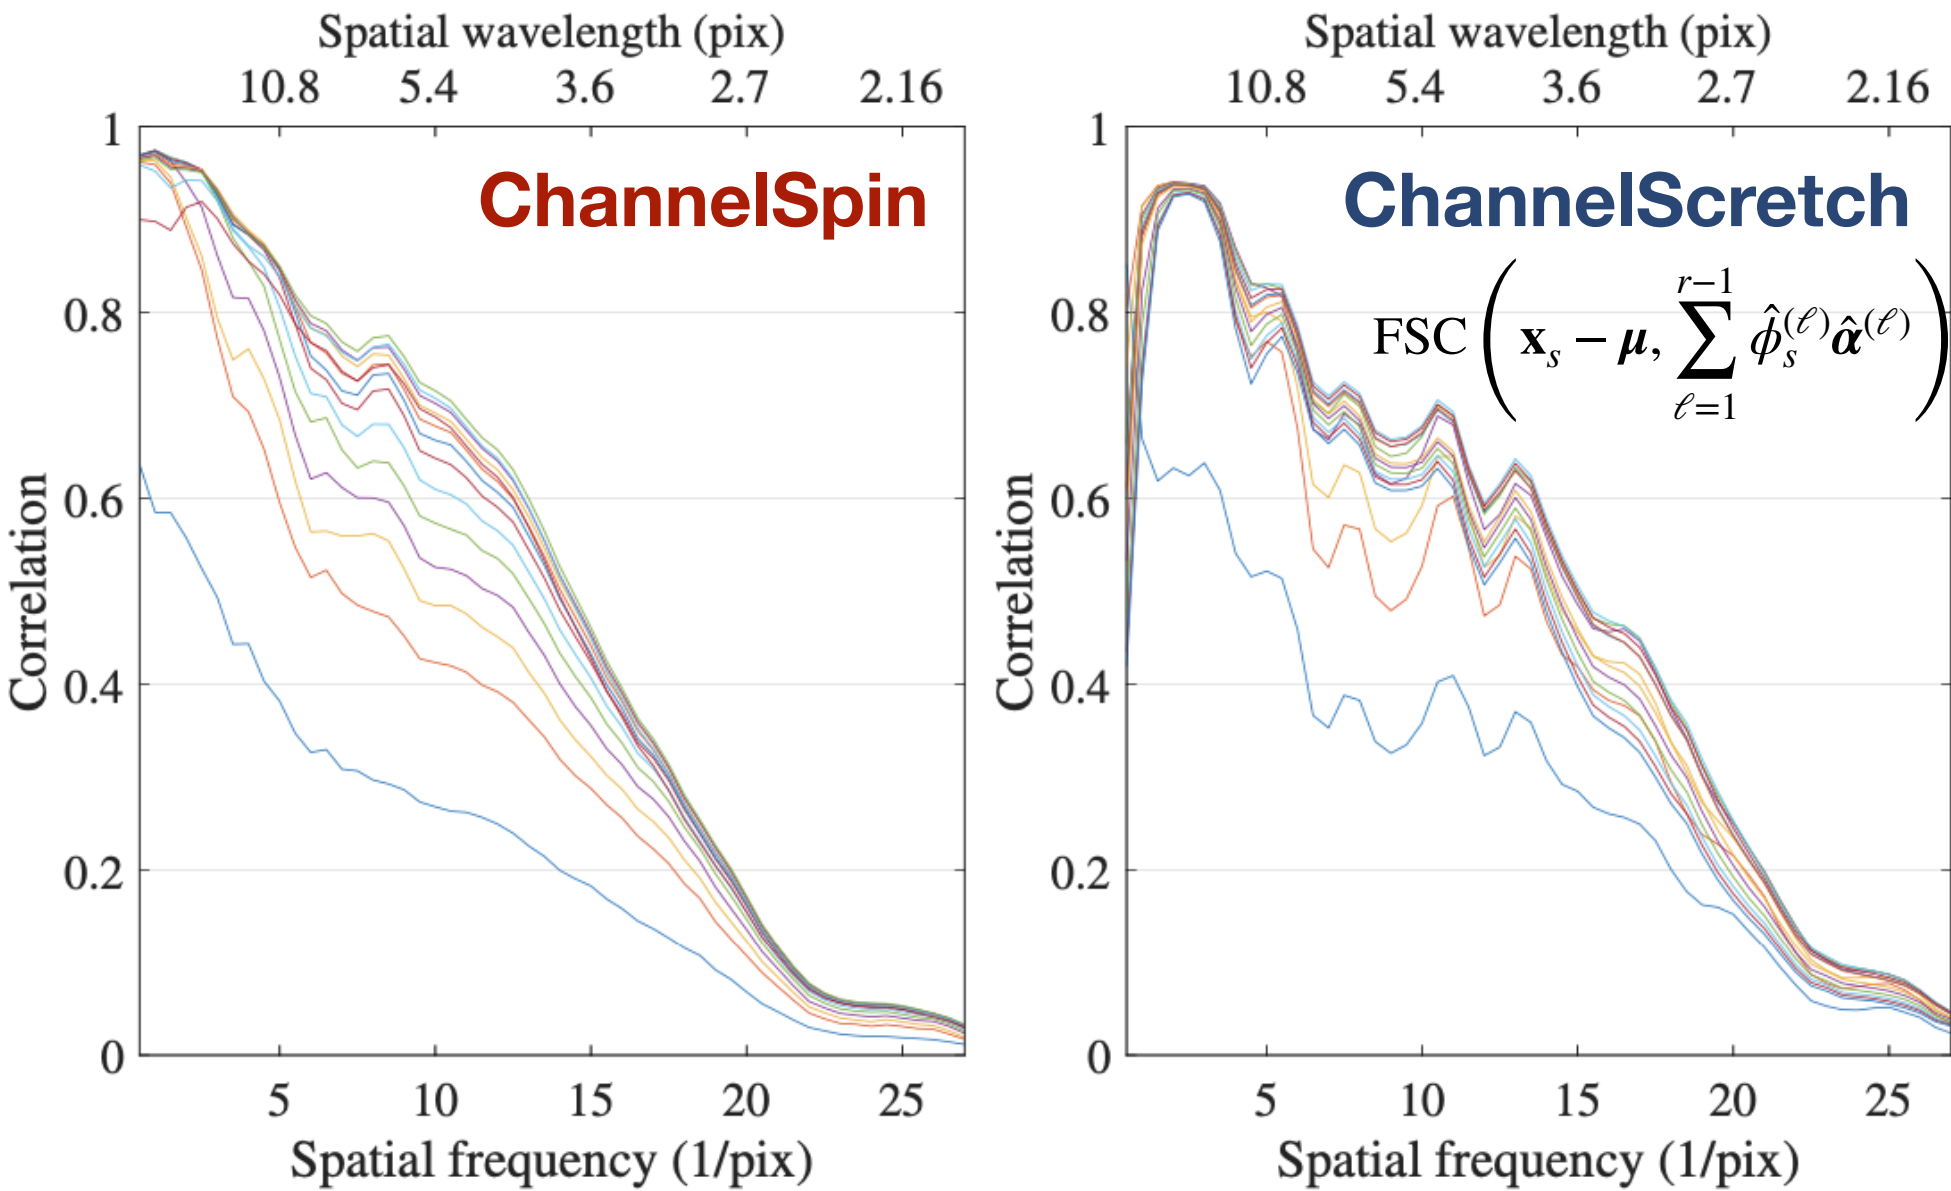 Spatial wavelength (pix)
10.8 5.4 3.6 2.7 2.16
1
0.8
0.6
0.4
0.2
0
Correlation
ChannelSpin
5 10 15 20 25
Spatial frequency (1/pix)
Spatial wavelength (pix)
10.8 5.4 3.6 2.7 2.16
1
0.8
0.6
0.4
0.2
0
Correlation
ChannelScretch
FSC ( x_s − μ, ∑_{ℓ=1}^{r−1} φ̂_s^{(ℓ)} α̂^{(ℓ)} )
5 10 15 20 25
Spatial frequency (1/pix)